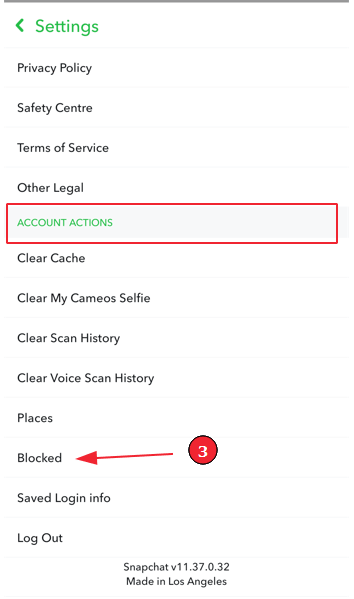 Settings
Privacy Policy
Safety Centre
Terms of Service
Other Legal
ACCOUNT ACTIONS
Clear Cache
Clear My Cameos Selfie
Clear Scan History
Clear Voice Scan History
Places
Blocked 3
Saved Login info
Log Out
Snapchat v11.37.0.32
Made in Los Angeles